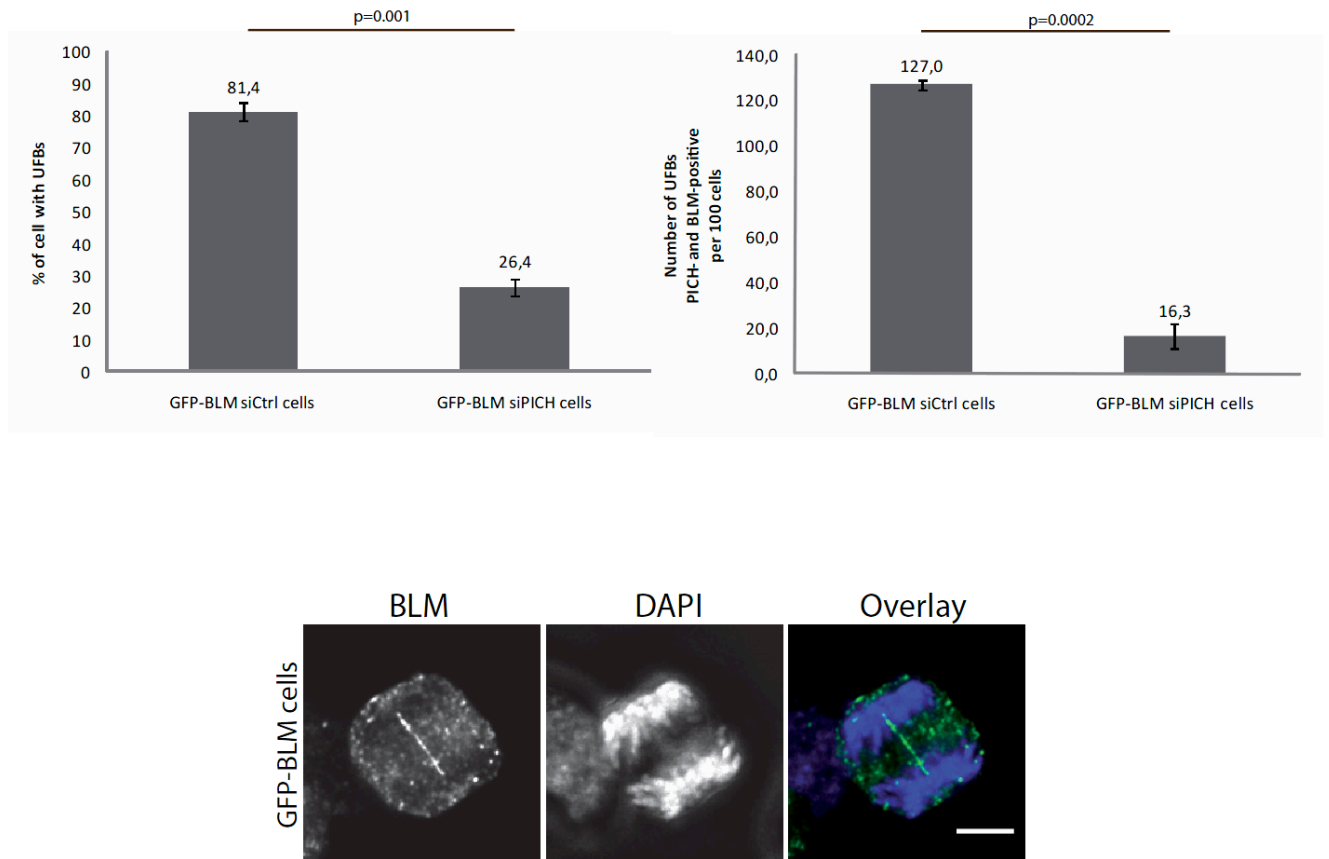 p=0.001
100
90
80
70
60
50
40
30
20
10
0
% of cell with UFBs
81,4
26,4
GFP-BLM siCtrl cells
GFP-BLM siPICH cells
p=0.0002
140,0
120,0
100,0
80,0
60,0
40,0
20,0
0,0
Number of UFBs
PICH- and BLM-positive
per 100 cells
127,0
16,3
GFP-BLM siCtrl cells
GFP-BLM siPICH cells
BLM
DAPI
Overlay
GFP-BLM cells